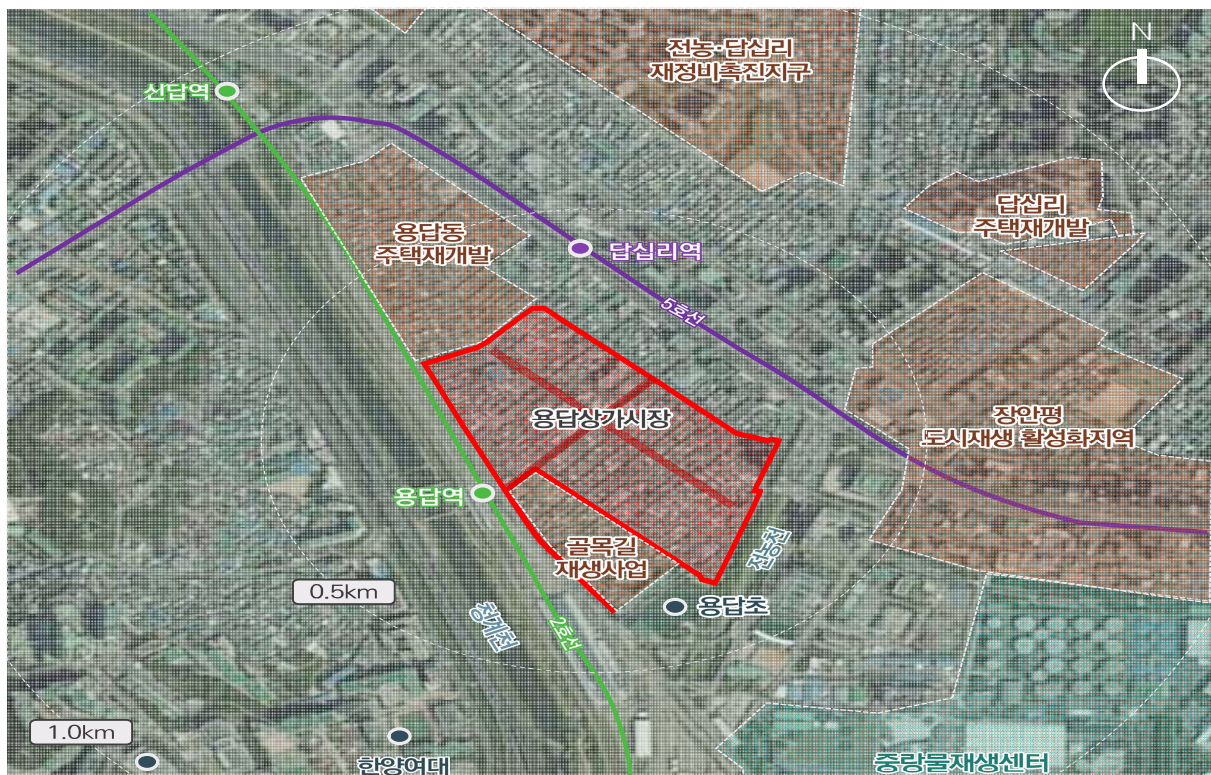 전농·답십리
재정비촉진지구
N
신답역
답십리
주택재개발
용답동
주택재개발
답십리역
5호선
용답상가시장
장안평
도시재생 활성화지역
용답역
골목길
재생사업
전농천
0.5km
용답초
청계천
2호선
1.0km
한양여대
중랑물재생센터